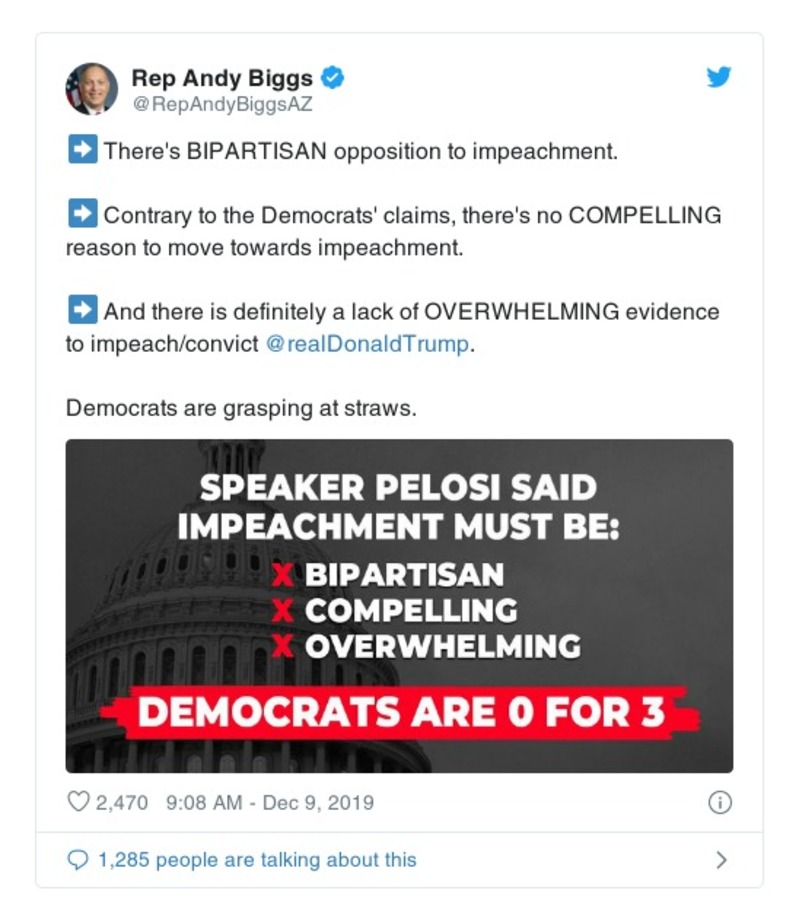 Rep Andy Biggs
@RepAndyBiggsAZ
➡️ There's BIPARTISAN opposition to impeachment.
➡️ Contrary to the Democrats' claims, there's no COMPELLING
reason to move towards impeachment.
➡️ And there is definitely a lack of OVERWHELMING evidence
to impeach/convict @realDonaldTrump.
Democrats are grasping at straws.
SPEAKER PELOSI SAID
IMPEACHMENT MUST BE:
X BIPARTISAN
X COMPELLING
X OVERWHELMING
DEMOCRATS ARE 0 FOR 3
2,470 9:08 AM - Dec 9, 2019
1,285 people are talking about this